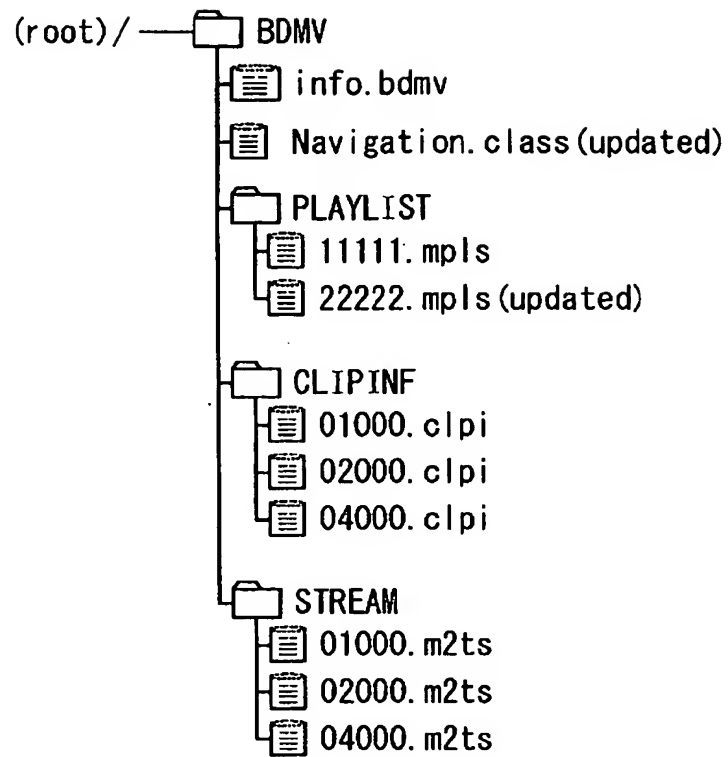 (root)/ BDMV
info.bdmv
Navigation.class(updated)
PLAYLIST
11111.mpls
22222.mpls(updated)
CLIPINF
01000.clpi
02000.clpi
04000.clpi
STREAM
01000.m2ts
02000.m2ts
04000.m2ts